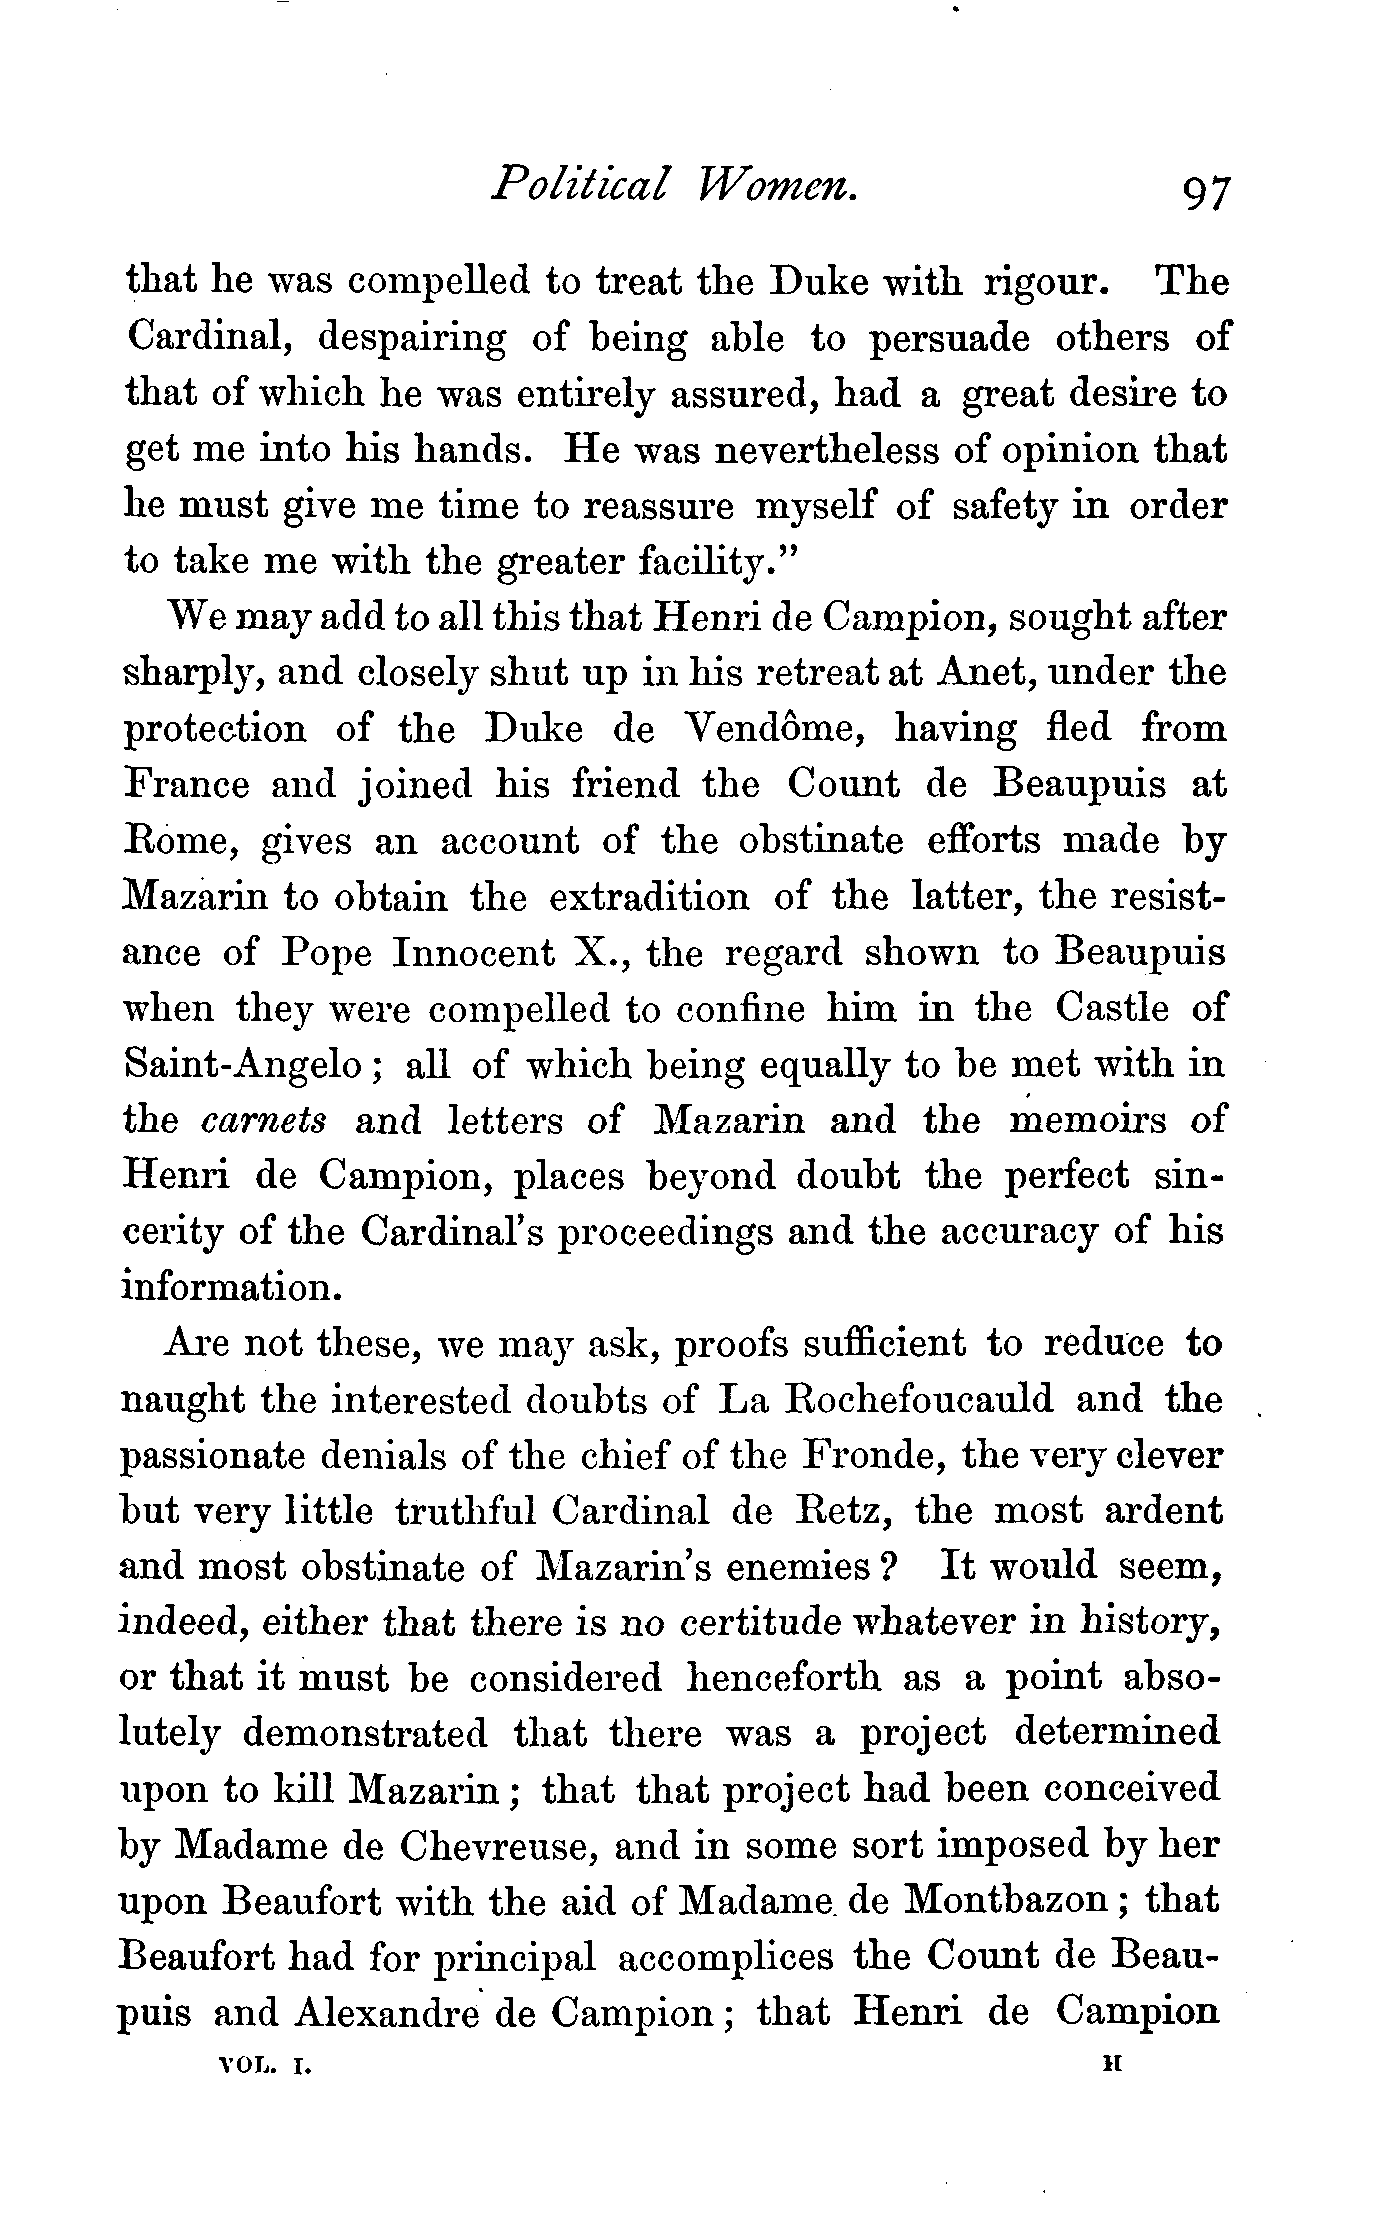 Political Women. 97
that he was compelled to treat the Duke with rigour. The
Cardinal, despairing of being able to persuade others of
that of which he was entirely assured, had a great desire to
get me into his hands. He was nevertheless of opinion that
he must give me time to reassure myself of safety in order
to take me with the greater facility."
We may add to all this that Henri de Campion, sought after
sharply, and closely shut up in his retreat at Anet, under the
protection of the Duke de Vendôme, having fled from
France and joined his friend the Count de Beaupuis at
Rome, gives an account of the obstinate efforts made by
Mazarin to obtain the extradition of the latter, the resist-
ance of Pope Innocent X., the regard shown to Beaupuis
when they were compelled to confine him in the Castle of
Saint-Angelo; all of which being equally to be met with in
the carnets and letters of Mazarin and the memoirs of
Henri de Campion, places beyond doubt the perfect sin-
cerity of the Cardinal's proceedings and the accuracy of his
information.
Are not these, we may ask, proofs sufficient to reduce to
naught the interested doubts of La Rochefoucauld and the
passionate denials of the chief of the Fronde, the very clever
but very little truthful Cardinal de Retz, the most ardent
and most obstinate of Mazarin's enemies? It would seem,
indeed, either that there is no certitude whatever in history,
or that it must be considered henceforth as a point abso-
lutely demonstrated that there was a project determined
upon to kill Mazarin; that that project had been conceived
by Madame de Chevreuse, and in some sort imposed by her
upon Beaufort with the aid of Madame de Montbazon; that
Beaufort had for principal accomplices the Count de Beau-
puis and Alexandre de Campion; that Henri de Campion
VOL. I. H